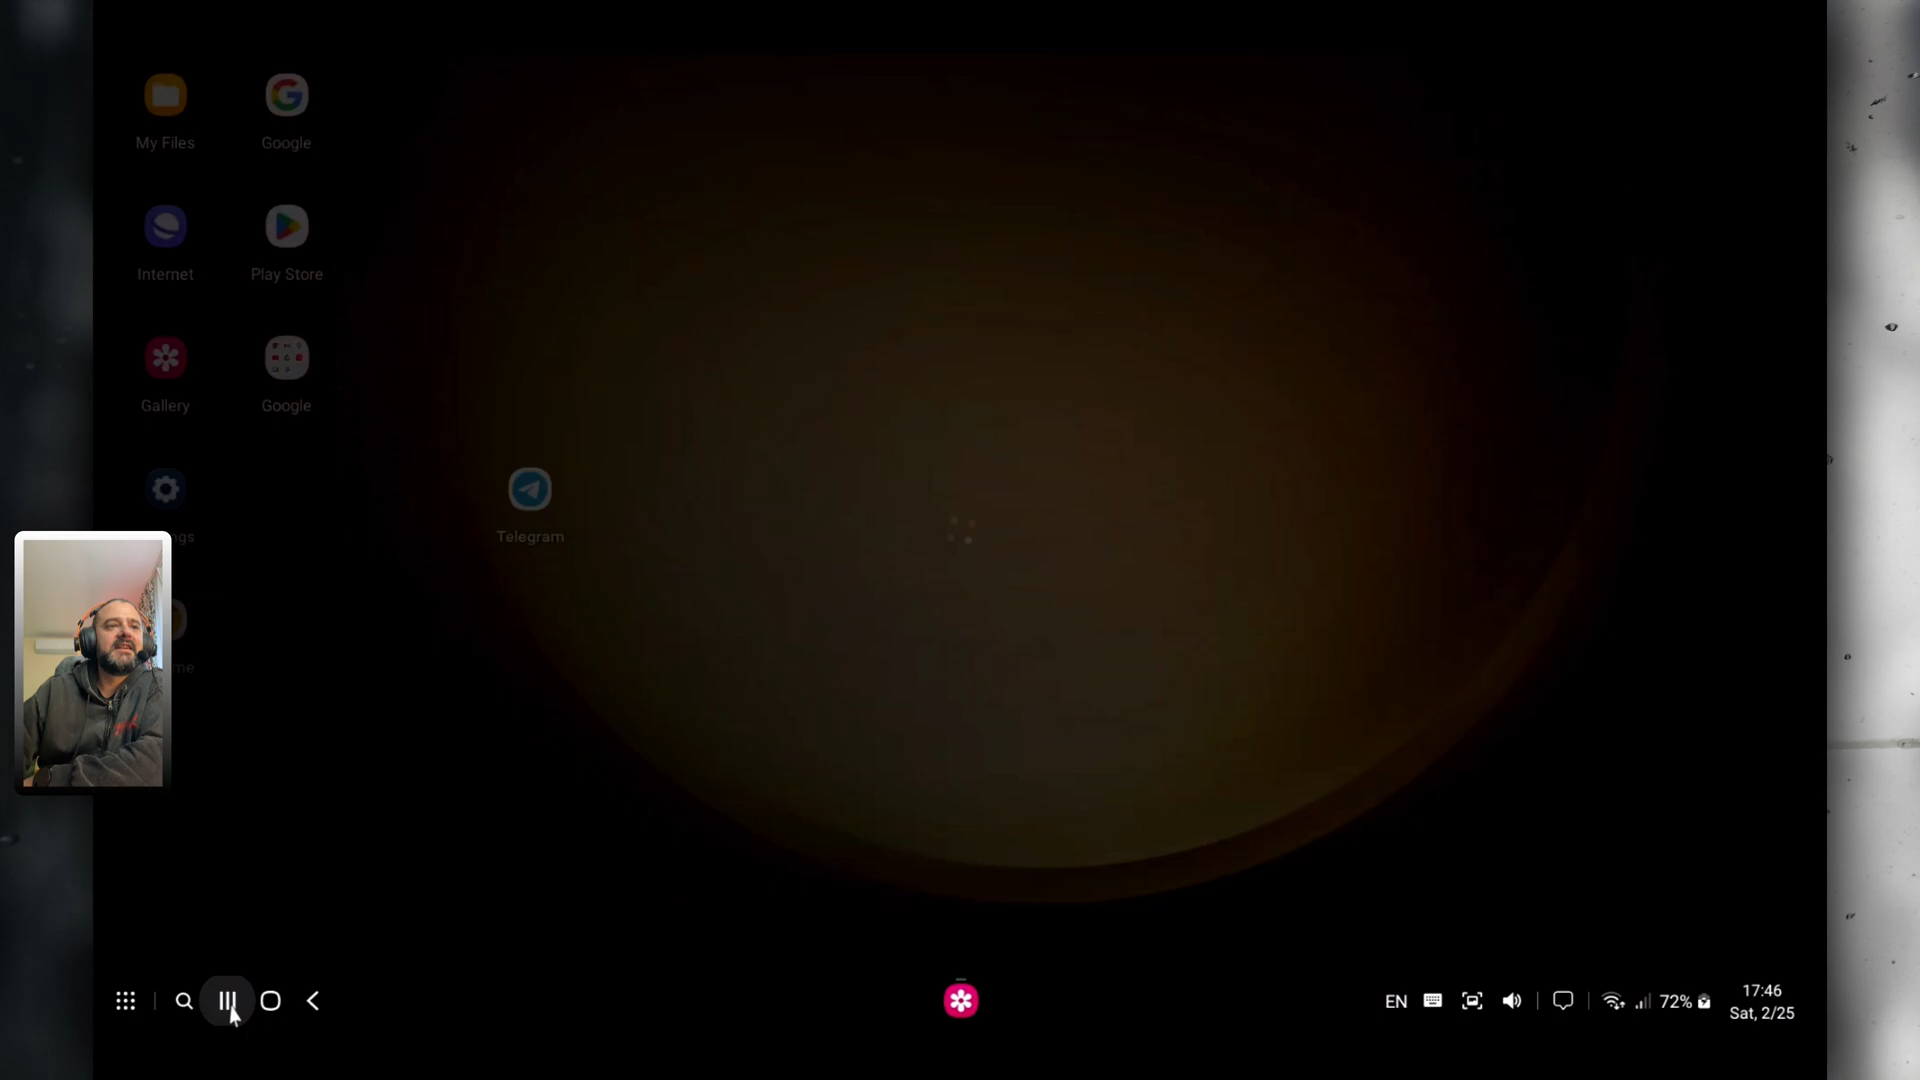 My Files
Google
Internet
Play Store
Gallery
Google
Telegram
EN
72%
17:46
Sat, 2/25